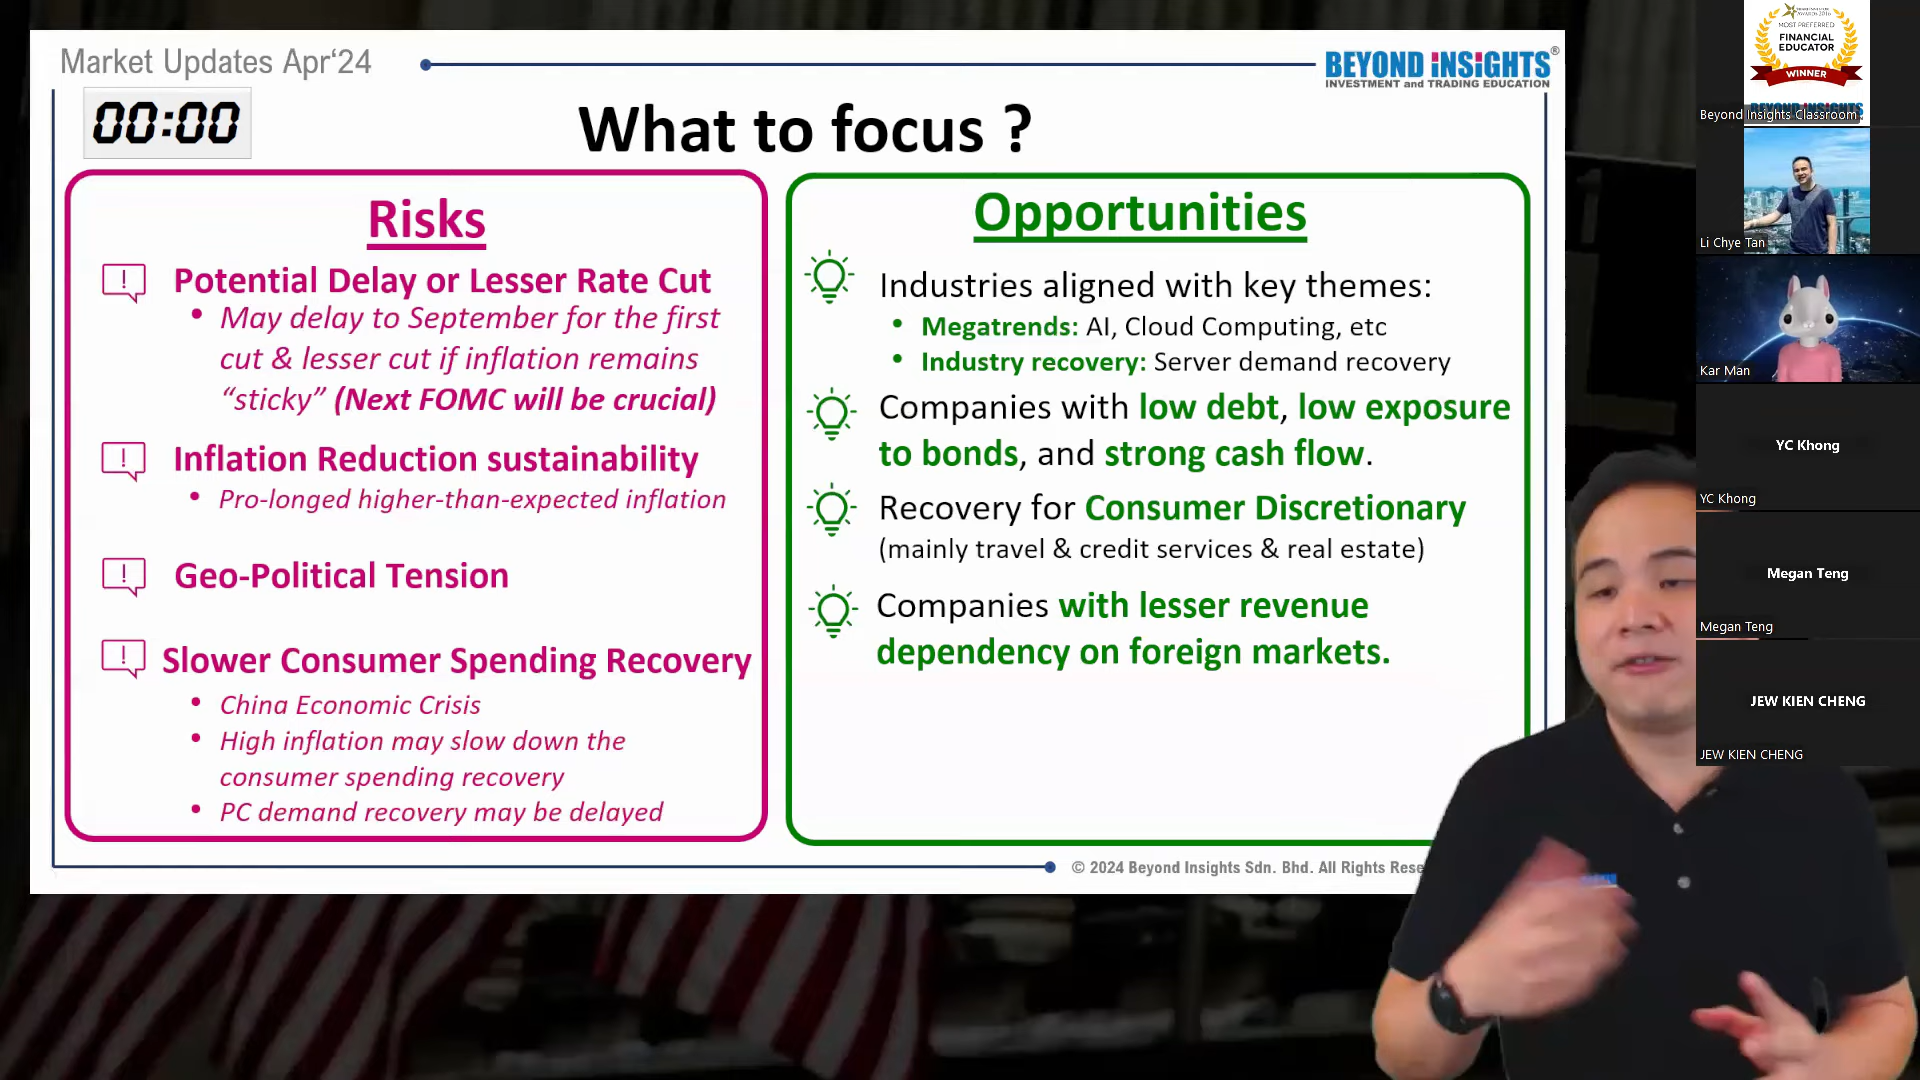 Market Updates Apr‘24
BEYOND iNSiGHTS®
INVESTMENT and TRADING EDUCATION
00:00
What to focus ?
Risks
Potential Delay or Lesser Rate Cut
• May delay to September for the first
cut & lesser cut if inflation remains
“sticky” (Next FOMC will be crucial)
Inflation Reduction sustainability
• Pro-longed higher-than-expected inflation
Geo-Political Tension
Slower Consumer Spending Recovery
• China Economic Crisis
• High inflation may slow down the
consumer spending recovery
• PC demand recovery may be delayed
Opportunities
Industries aligned with key themes:
• Megatrends: AI, Cloud Computing, etc
• Industry recovery: Server demand recovery
Companies with low debt, low exposure
to bonds, and strong cash flow.
Recovery for Consumer Discretionary
(mainly travel & credit services & real estate)
Companies with lesser revenue
dependency on foreign markets.
© 2024 Beyond Insights Sdn. Bhd. All Rights Rese
MOST PREFERRED
FINANCIAL
EDUCATOR
WINNER
BEYOND iNSiGHTS
Beyond Insights Classroom
Li Chye Tan
Kar Man
YC Khong
YC Khong
Megan Teng
Megan Teng
JEW KIEN CHENG
JEW KIEN CHENG